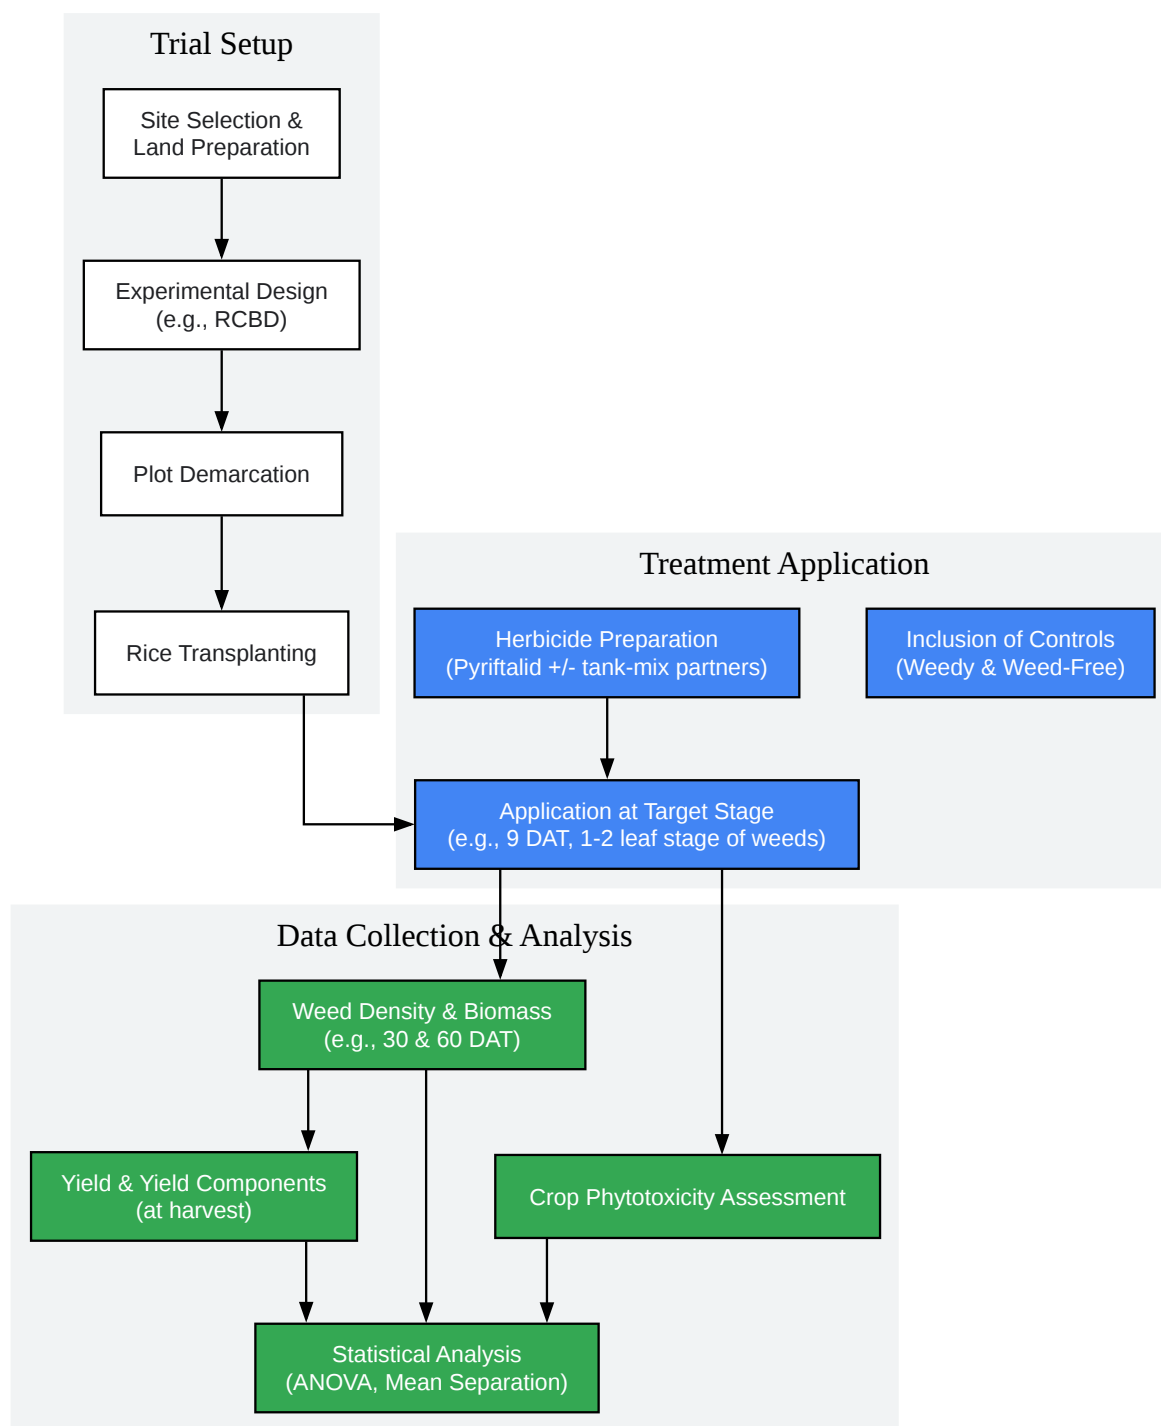 Trial Setup
Site Selection &
Land Preparation
Experimental Design
(e.g., RCBD)
Plot Demarcation
Rice Transplanting
Treatment Application
Herbicide Preparation
(Pyriftalid +/- tank-mix partners)
Inclusion of Controls
(Weedy & Weed-Free)
Application at Target Stage
(e.g., 9 DAT, 1-2 leaf stage of weeds)
Data Collection & Analysis
Weed Density & Biomass
(e.g., 30 & 60 DAT)
Yield & Yield Components
(at harvest)
Crop Phytotoxicity Assessment
Statistical Analysis
(ANOVA, Mean Separation)